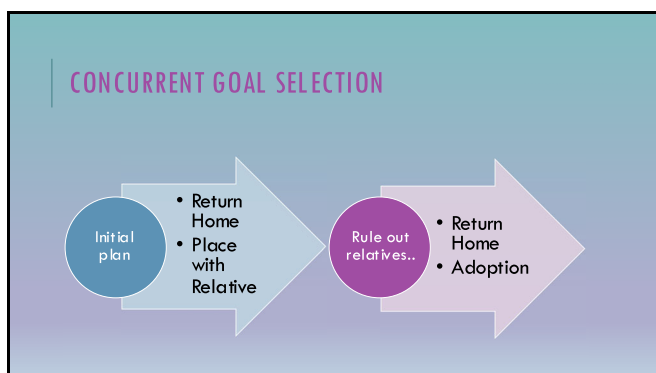 CONCURRENT GOAL SELECTION
Initial
plan
• Return
Home
• Place
with
Relative
Rule out
relatives..
• Return
Home
• Adoption